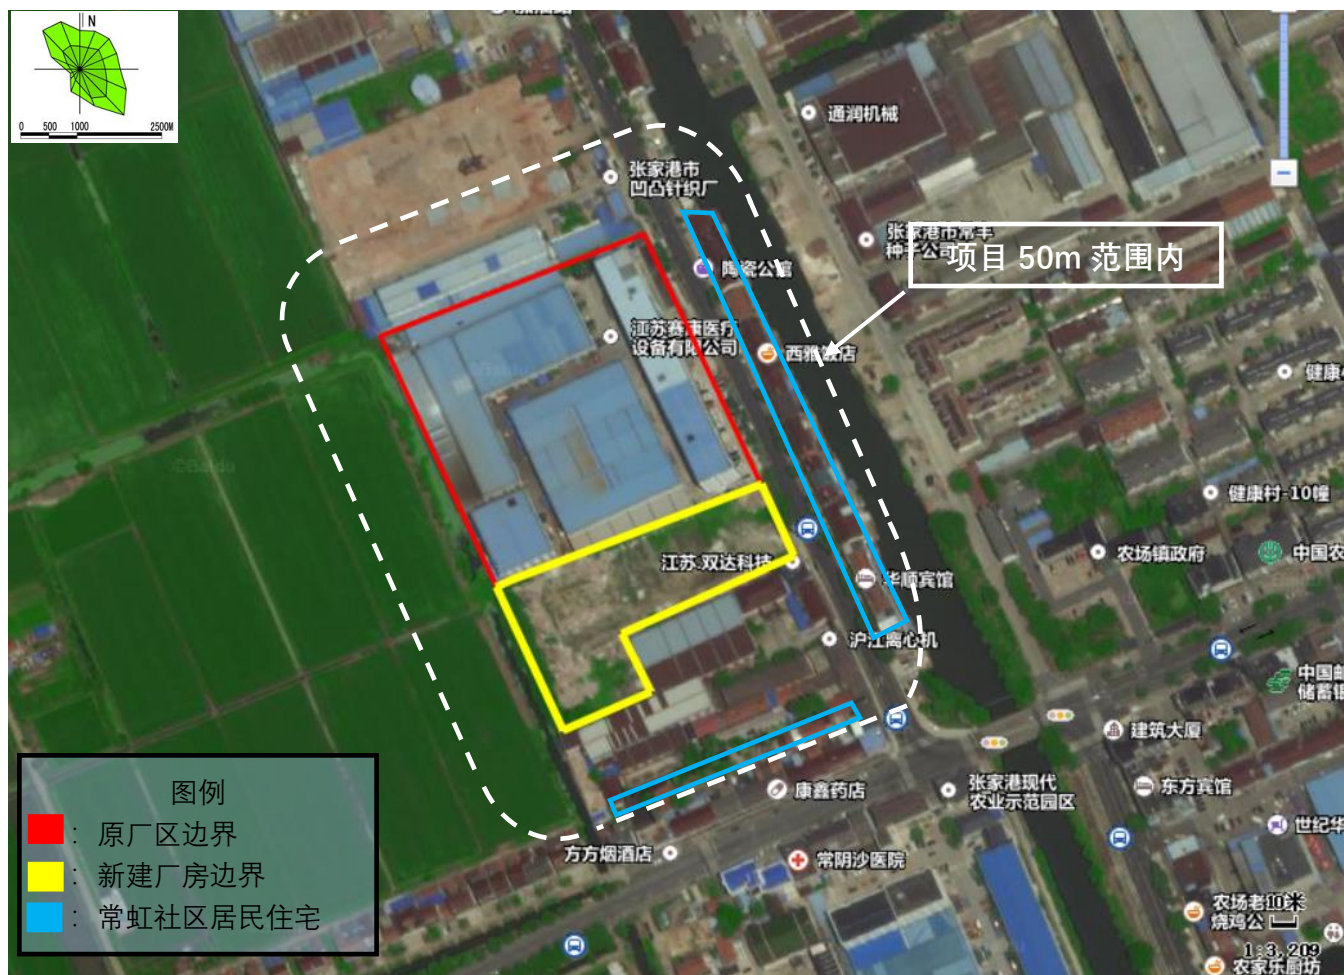 N
0 500 1000 2500M
通润机械
张家港市
凹凸针织厂
张家港市常丰
种子公司
项目 50m 范围内
陶瓷公馆
江苏赛康医疗
设备有限公司
西雅饭店
健康
©Baidu
健康村-10幢
农场镇政府
中国农
江苏双达科技
华顺宾馆
沪江离心机
中国邮
储蓄银
建筑大厦
张家港现代
农业示范园区
东方宾馆
康鑫药店
世纪华
方方烟酒店
常阴沙医院
图例
: 原厂区边界
: 新建厂房边界
: 常虹社区居民住宅
农场老
烧鸡公
10米
1:3,209
农家乐厨坊